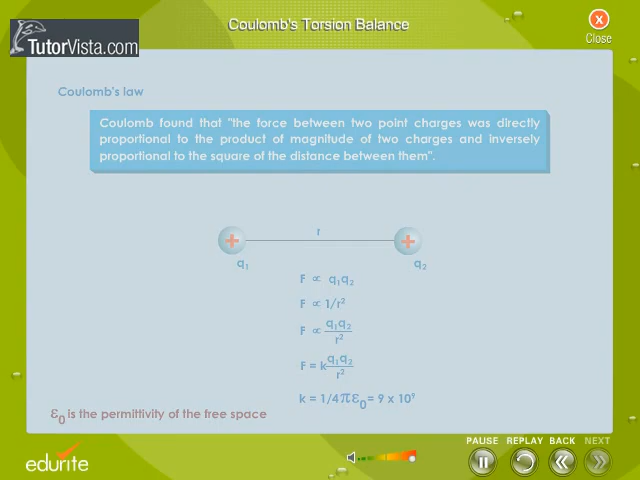 Coulomb's Torsion Balance
Close
TutorVista.com
Coulomb's law
Coulomb found that "the force between two point charges was directly
proportional to the product of magnitude of two charges and inversely
proportional to the square of the distance between them".
r
+ +
q₁ q₂
F ∝ q₁q₂
F ∝ 1/r²
F ∝ q₁q₂/r²
F = k q₁q₂/r²
k = 1/4πε₀ = 9 x 10⁹
ε₀ is the permittivity of the free space
PAUSE REPLAY BACK NEXT
edurite